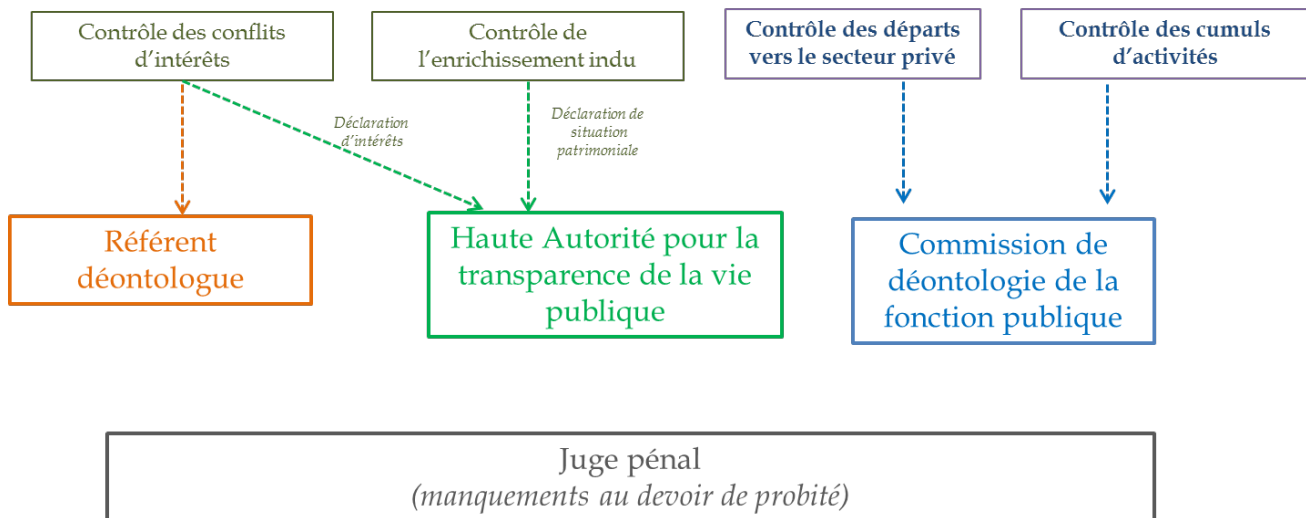 Contrôle des conflits
d'intérêts
Contrôle de
l'enrichissement indu
Contrôle des départs
vers le secteur privé
Contrôle des cumuls
d'activités
Déclaration
d'intérêts
Déclaration de
situation
patrimoniale
Référent
déontologue
Haute Autorité pour la
transparence de la vie
publique
Commission de
déontologie de la
fonction publique
Juge pénal
(manquements au devoir de probité)